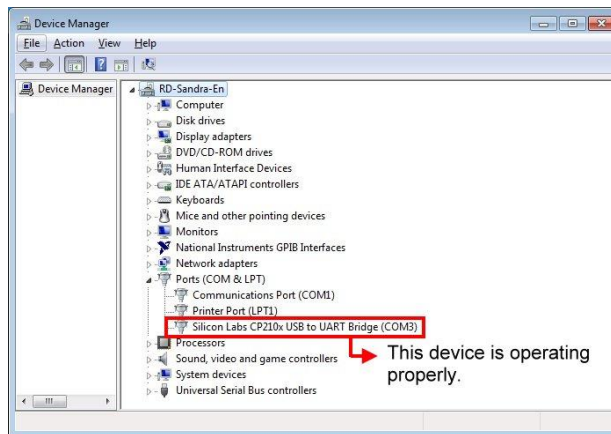 Device Manager
File Action View Help
Device Manager
RD-Sandra-En
Computer
Disk drives
Display adapters
DVD/CD-ROM drives
Human Interface Devices
IDE ATA/ATAPI controllers
Keyboards
Mice and other pointing devices
Monitors
National Instruments GPIB Interfaces
Network adapters
Ports (COM & LPT)
Communications Port (COM1)
Printer Port (LPT1)
Silicon Labs CP210x USB to UART Bridge (COM3)
Processors
Sound, video and game controllers
System devices
Universal Serial Bus controllers
This device is operating
properly.